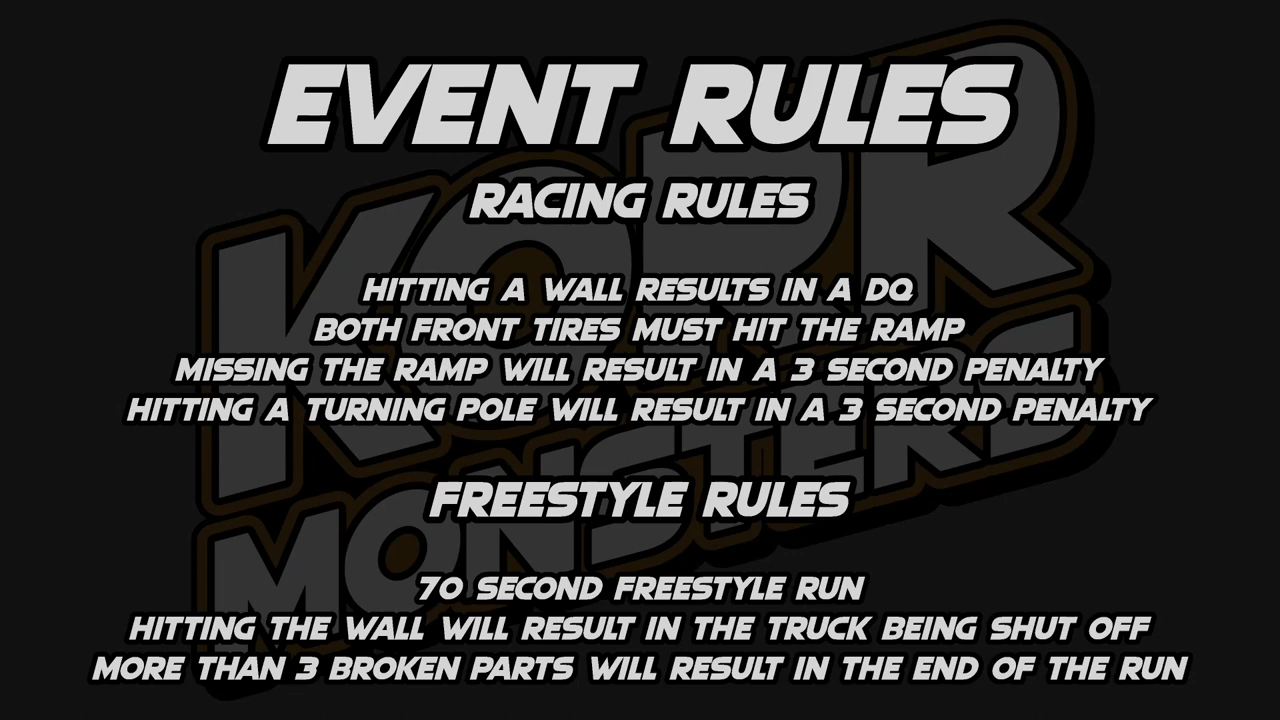 EVENT RULES
RACING RULES
HITTING A WALL RESULTS IN A DQ
BOTH FRONT TIRES MUST HIT THE RAMP
MISSING THE RAMP WILL RESULT IN A 3 SECOND PENALTY
HITTING A TURNING POLE WILL RESULT IN A 3 SECOND PENALTY
FREESTYLE RULES
70 SECOND FREESTYLE RUN
HITTING THE WALL WILL RESULT IN THE TRUCK BEING SHUT OFF
MORE THAN 3 BROKEN PARTS WILL RESULT IN THE END OF THE RUN
MONSTERS